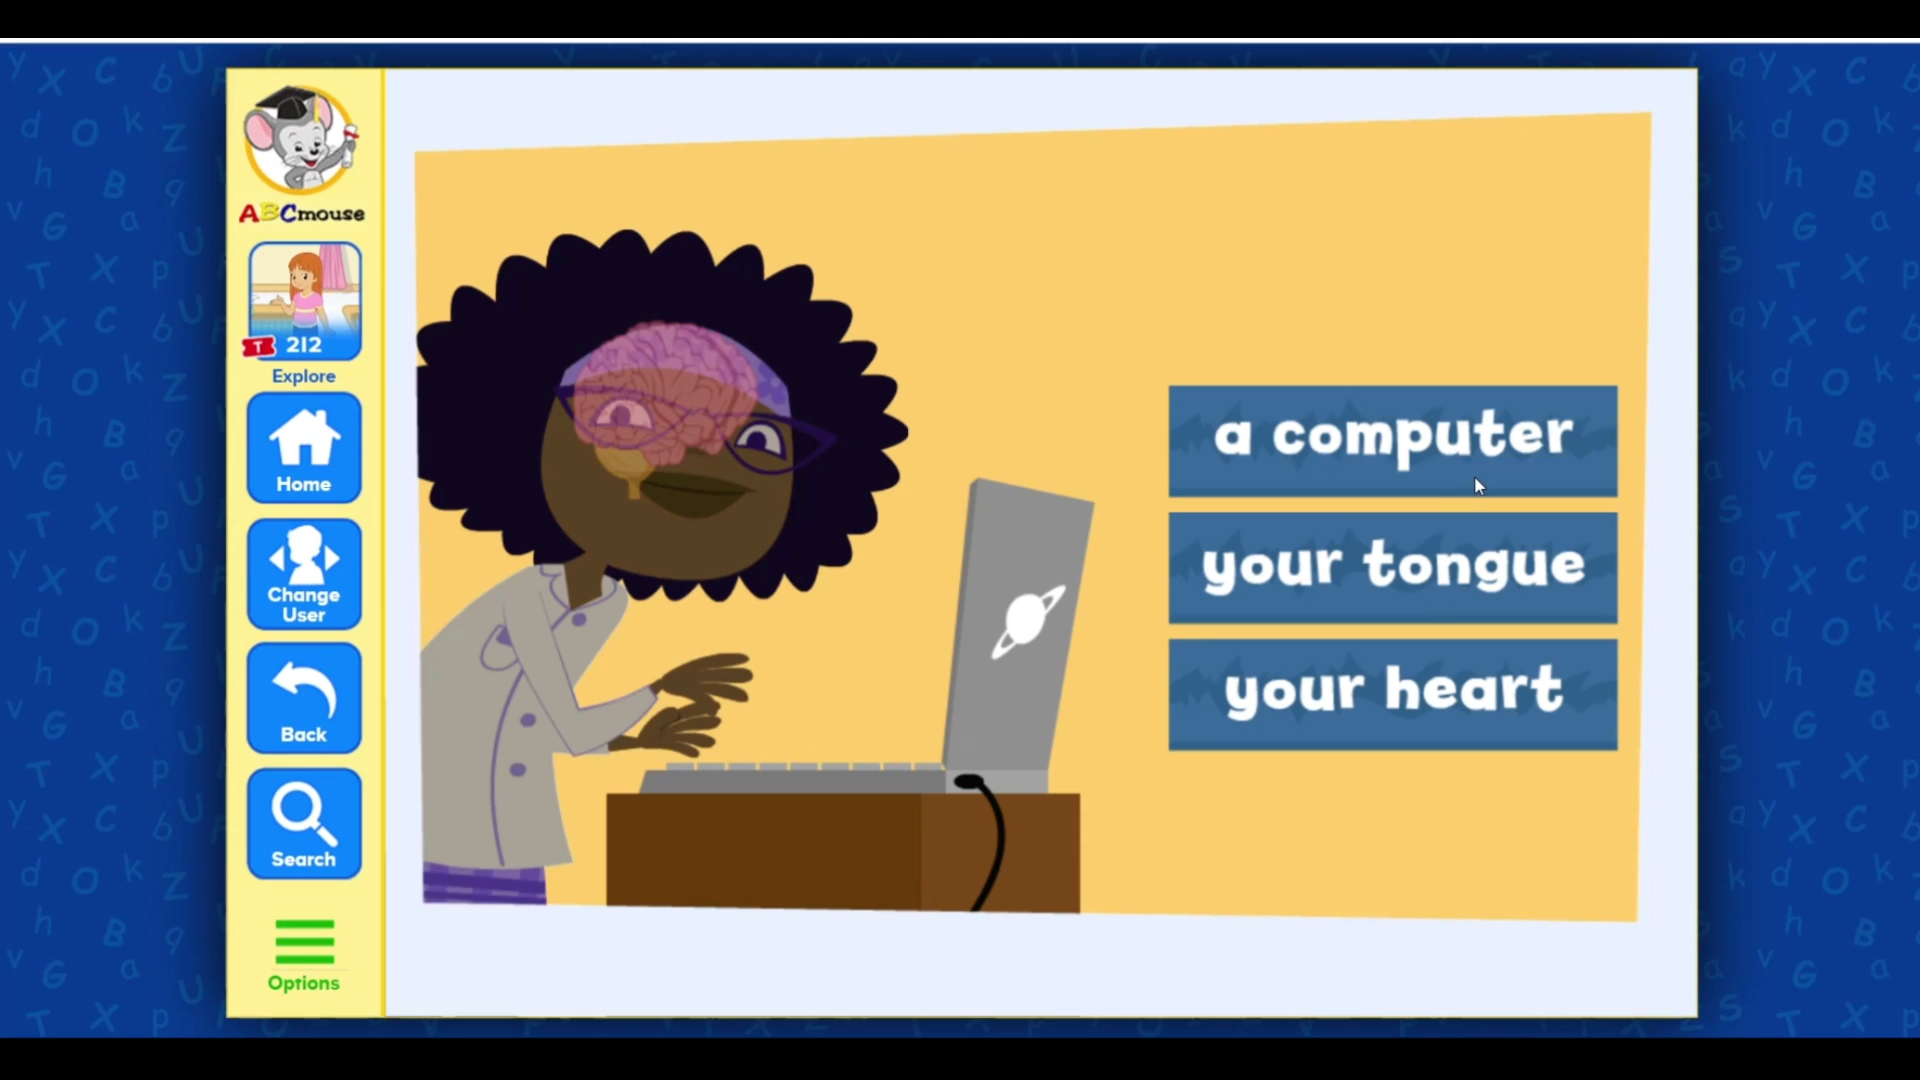 ABCmouse
T 212
Explore
Home
Change
User
Back
Search
Options
a computer
your tongue
your heart